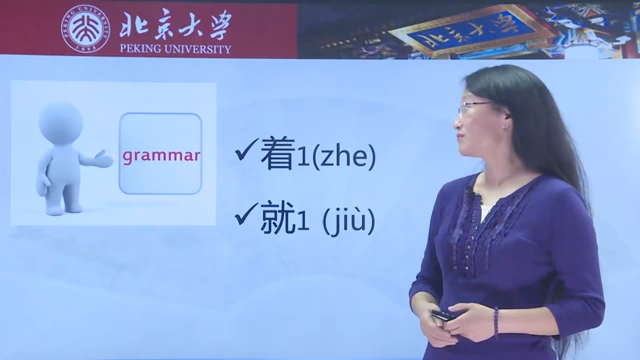 北京大学
PEKING UNIVERSITY
grammar
✓着1(zhe)
✓就1 (jiù)